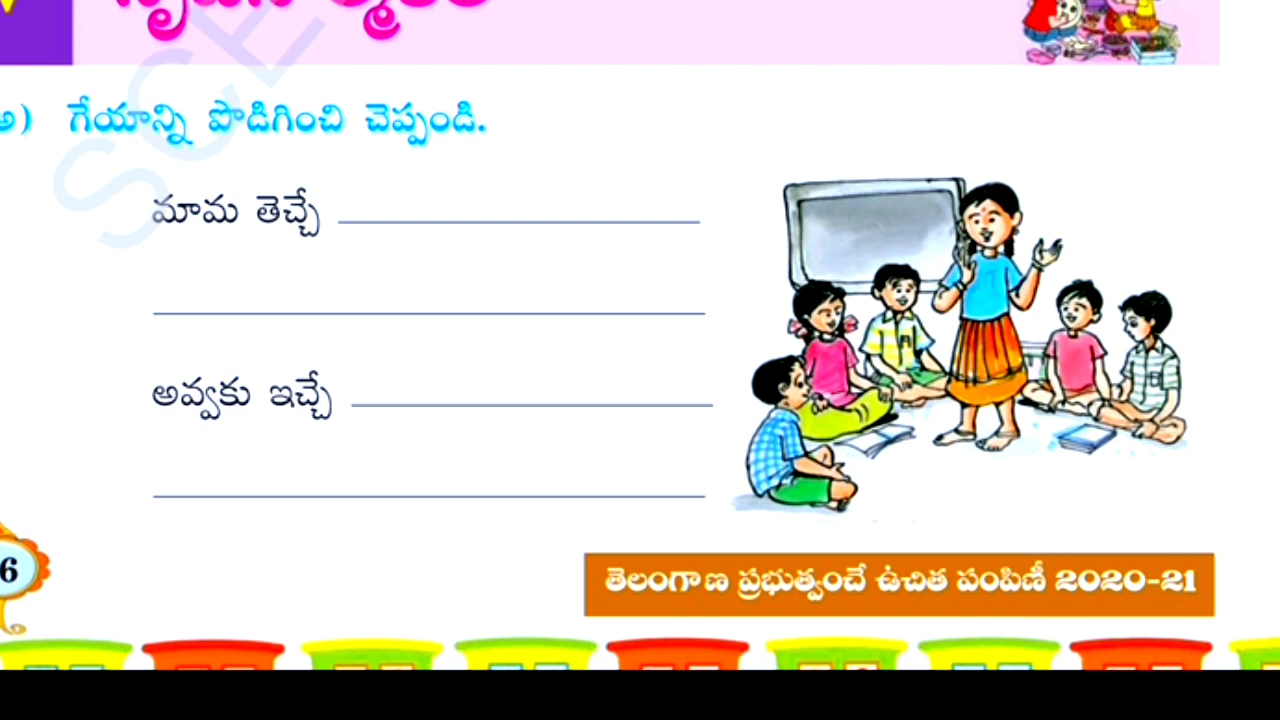 అ) గేయాన్ని పొడిగించి చెప్పండి.
మామ తెచ్చే
అవ్వకు ఇచ్చే
6
తెలంగాణ ప్రభుత్వంచే ఉచిత పంపిణీ 2020-21